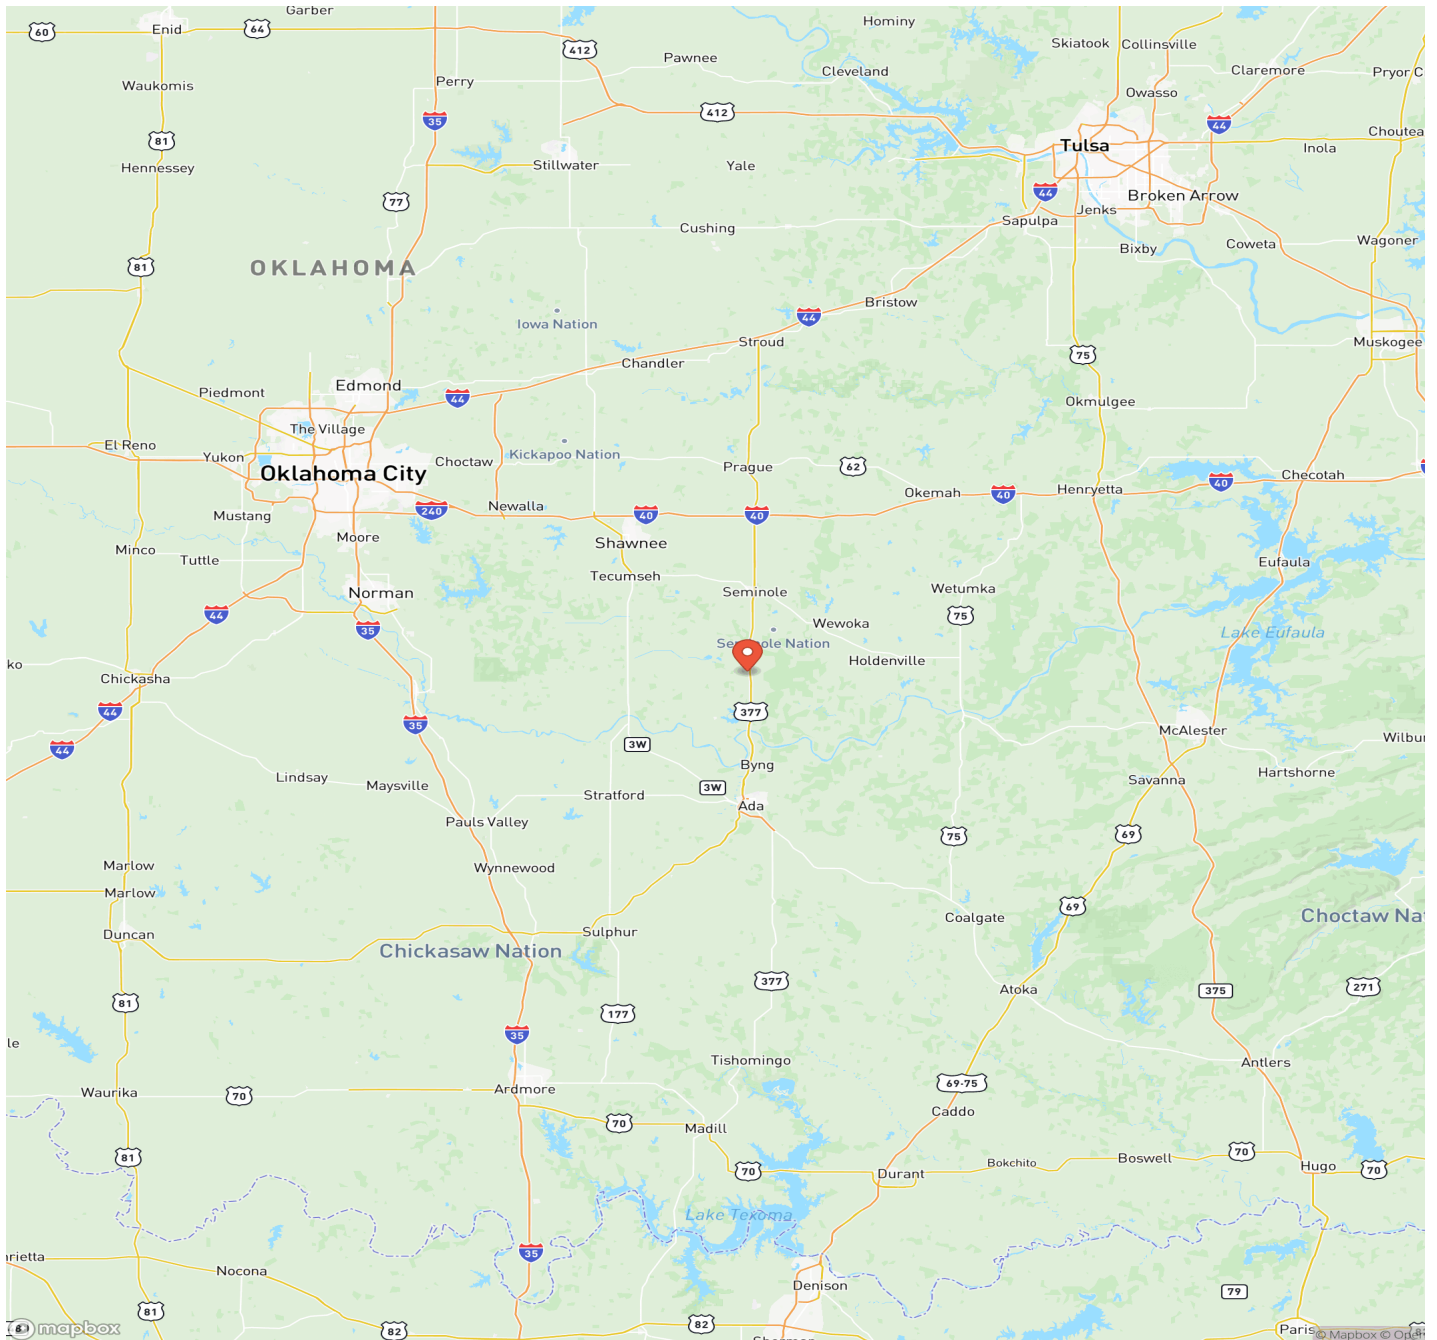 Garber
Hominy
60
Enid
64
412
Skiatook
Collinsville
Pawnee
Cleveland
Claremore
Pryor C
Waukomis
Perry
Owasso
412
35
44
81
Tulsa
Choutea
Inola
Hennessey
Stillwater
Yale
44
Broken Arrow
77
Jenks
Sapulpa
Cushing
Bixby
Coweta
Wagoner
81
OKLAHOMA
Bristow
44
Iowa Nation
Stroud
Muskogee
75
Chandler
Edmond
Piedmont
44
Okmulgee
The Village
El Reno
Kickapoo Nation
Yukon
Choctaw
Prague
62
Oklahoma City
Checotah
40
Okemah
40
Henryetta
Newalla
240
Mustang
40
40
Moore
Shawnee
Minco
Tuttle
Eufaula
Tecumseh
Norman
Seminole
Wetumka
44
75
35
Wewoka
Lake Eufaula
Seminole Nation
Holdenville
ko
Chickasha
44
377
35
McAlester
44
3W
Wilbur
Byng
Hartshorne
Lindsay
Maysville
3W
Savanna
Stratford
Ada
Pauls Valley
75
69
Marlow
Wynnewood
Marlow
69
Choctaw Nat
Coalgate
Duncan
Sulphur
Chickasaw Nation
377
Atoka
375
271
81
177
35
le
Tishomingo
Antlers
69-75
Waurika
70
Ardmore
Caddo
70
Madill
81
70
Boswell
Bokchito
70
Durant
Hugo
70
Lake Texoma
35
rrietta
Nocona
Denison
79
81
82
82
Paris
mapbox
© Mapbox © Open
Sherman